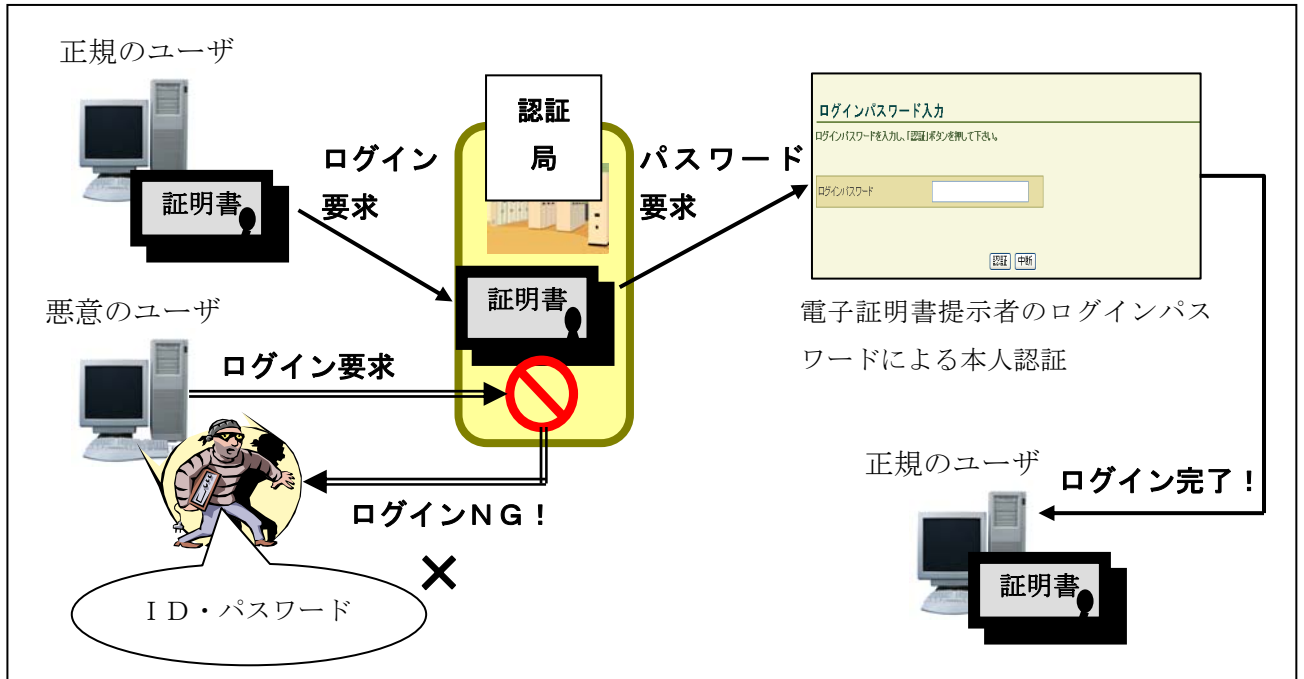 正規のユーザ
証明書
ログイン
要求
認証
局
証明書
パスワード
要求
ログインパスワード入力
ログインパスワードを入力し、「認証」ボタンを押して下さい。
ログインパスワード
認証 中断
電子証明書提示者のログインパス
ワードによる本人認証
悪意のユーザ
ログイン要求
ログインNG!
ID・パスワード
正規のユーザ
ログイン完了!
証明書